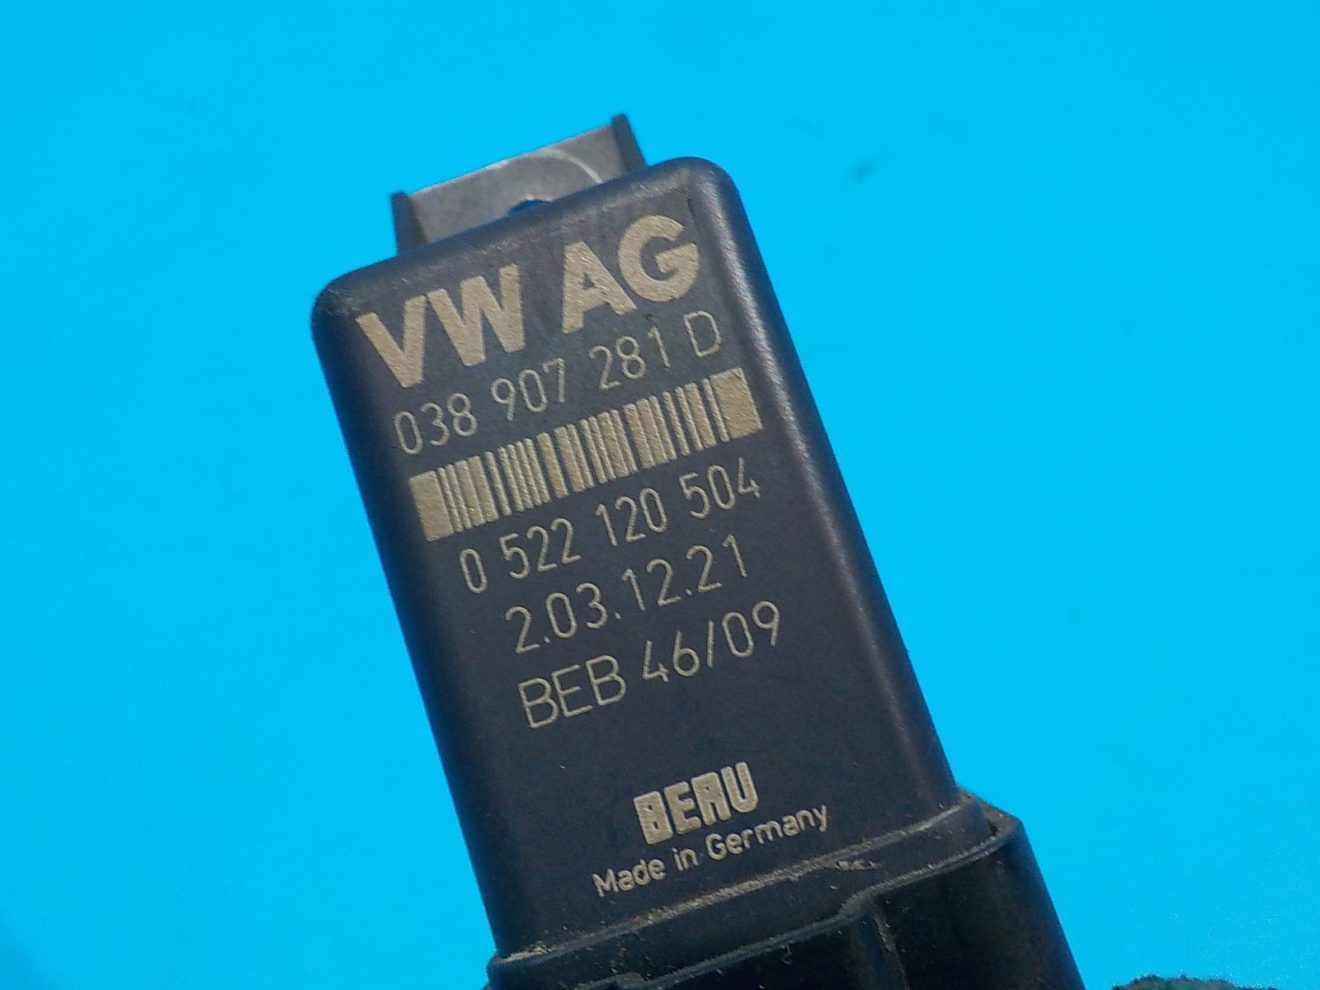 VW AG
038 907 281 D
0 522 120 504
2.03.12.21
BEB 46/09
BERU
Made in Germany